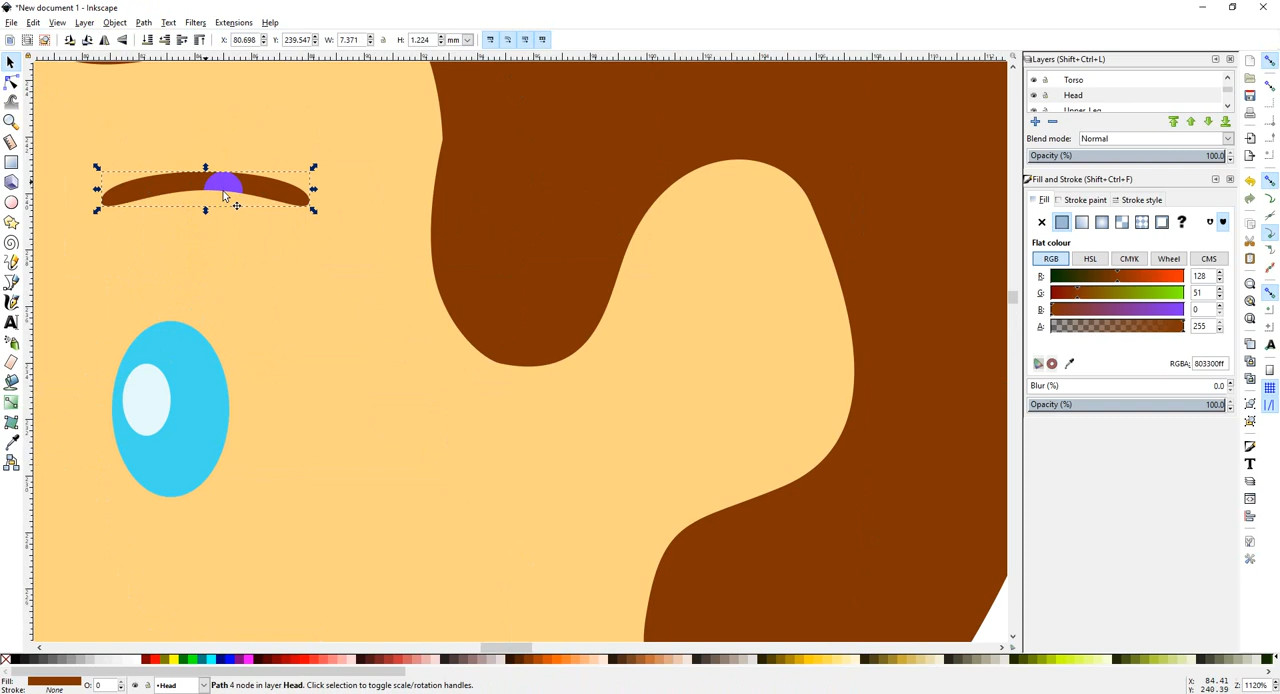 *New document 1 - Inkscape
File Edit View Layer Object Path Text Filters Extensions Help
X: 80.698 Y: 239.547 W: 7.371 H: 1.224 mm
Layers (Shift+Ctrl+L)
Torso
Head
Upper Leg
Blend mode: Normal
Opacity (%) 100.0
Fill and Stroke (Shift+Ctrl+F)
Fill Stroke paint Stroke style
Flat colour
RGB HSL CMYK Wheel CMS
R: 128
G: 51
B: 0
A: 255
RGBA: 803300ff
Blur (%) 0.0
Opacity (%) 100.0
Fill: O: 0 •Head Path 4 node in layer Head. Click selection to toggle scale/rotation handles. X: 84.41
Stroke: None Y: 240.39 Z: 1120%